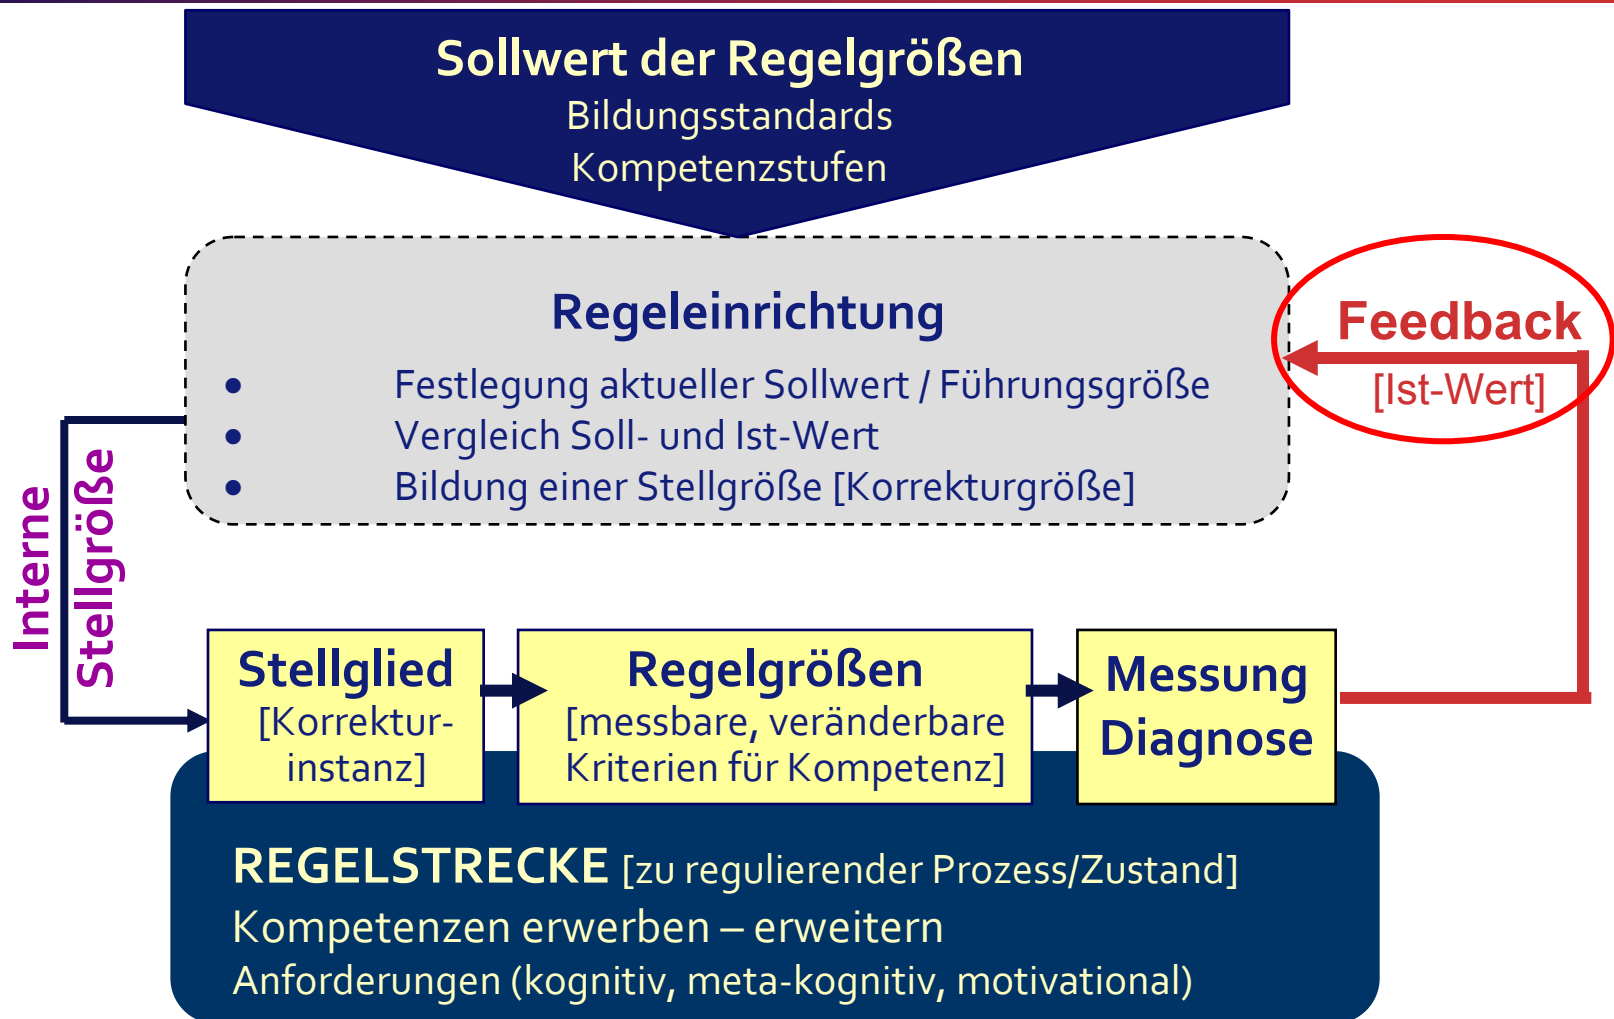 Sollwert der Regelgrößen
Bildungsstandards
Kompetenzstufen
Regeleinrichtung
• Festlegung aktueller Sollwert / Führungsgröße
• Vergleich Soll- und Ist-Wert
• Bildung einer Stellgröße [Korrekturgröße]
Feedback
[Ist-Wert]
Interne
Stellgröße
Stellglied
[Korrektur-
instanz]
Regelgrößen
[messbare, veränderbare
Kriterien für Kompetenz]
Messung
Diagnose
REGELSTRECKE [zu regulierender Prozess/Zustand]
Kompetenzen erwerben – erweitern
Anforderungen (kognitiv, meta-kognitiv, motivational)